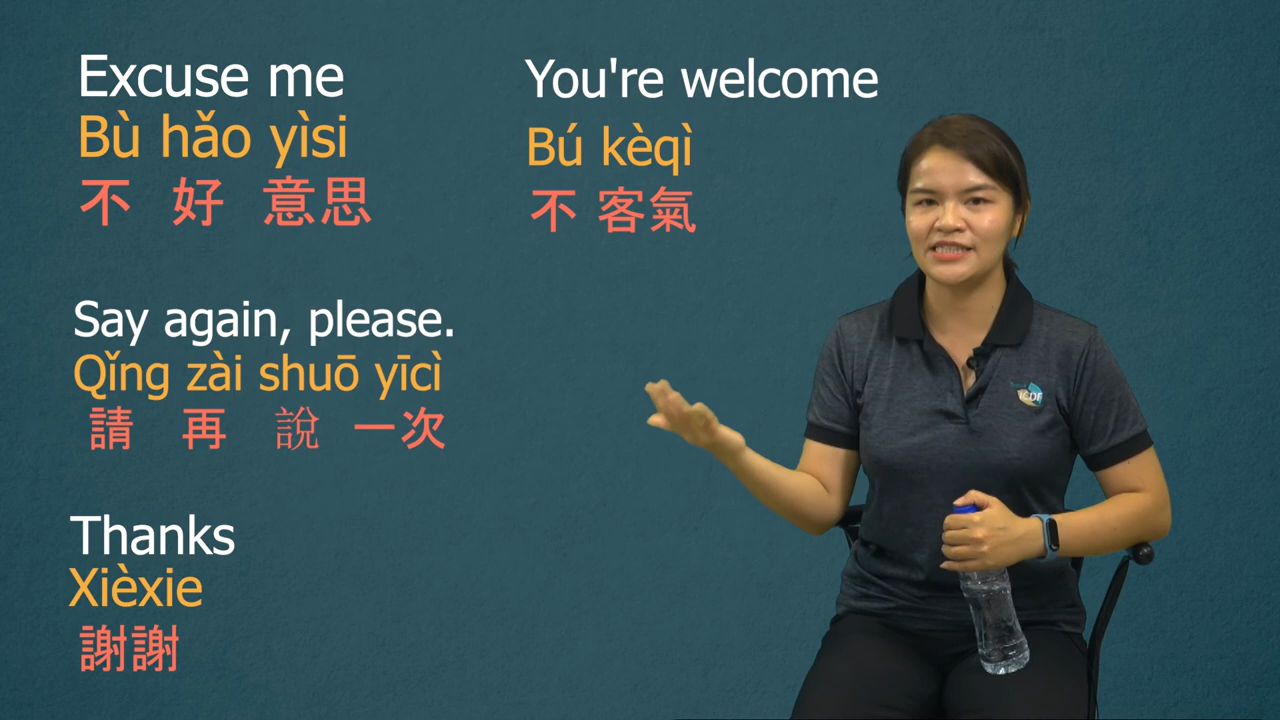 Excuse me
Bù hǎo yìsi
不 好 意思
Say again, please.
Qǐng zài shuō yīcì
請 再 說 一次
Thanks
Xièxie
謝謝
You're welcome
Bú kèqì
不 客氣
ICDF